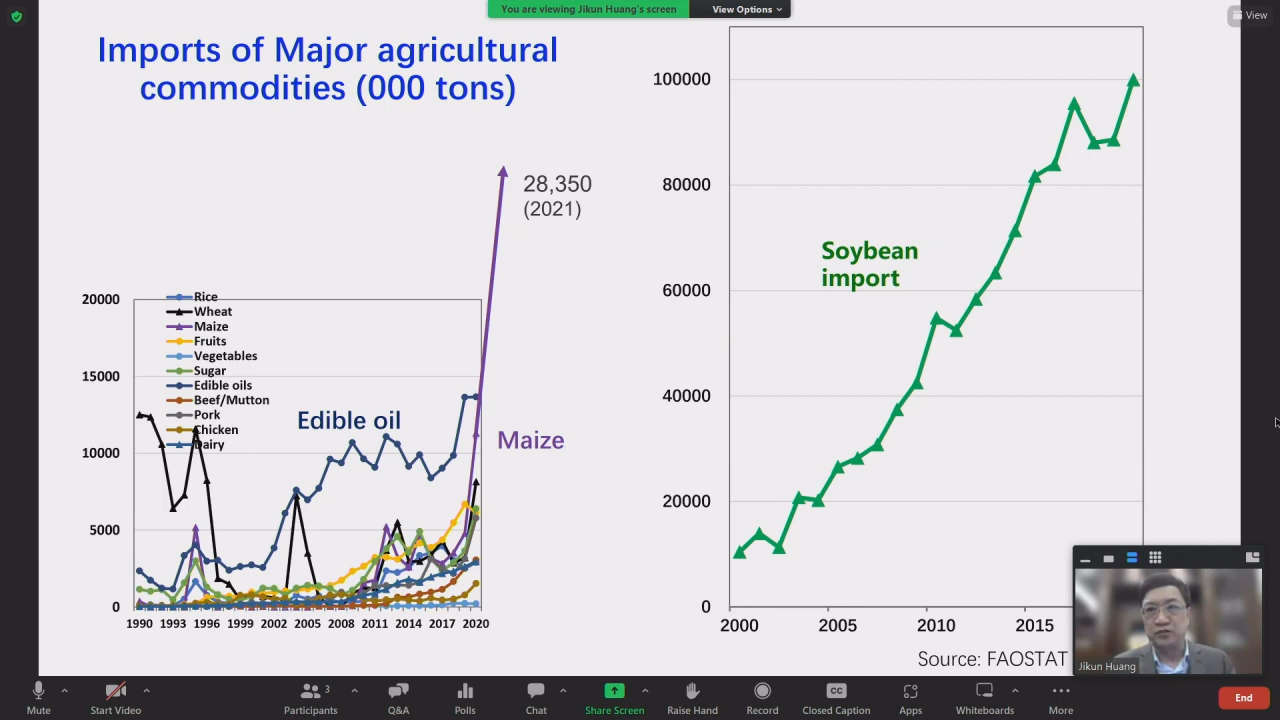 You are viewing Jikun Huang's screen
View Options
View
Imports of Major agricultural
commodities (000 tons)
28,350
(2021)
20000
15000
10000
5000
0
Rice
Wheat
Maize
Fruits
Vegetables
Sugar
Edible oils
Beef/Mutton
Pork
Chicken
Dairy
Edible oil
Maize
1990 1993 1996 1999 2002 2005 2008 2011 2014 2017 2020
100000
80000
60000
40000
20000
0
Soybean
import
2000 2005 2010 2015
Source: FAOSTAT
Jikun Huang
Mute
Start Video
Participants
3
Q&A
Polls
Chat
Share Screen
Raise Hand
Record
CC
Closed Caption
Apps
Whiteboards
More
End